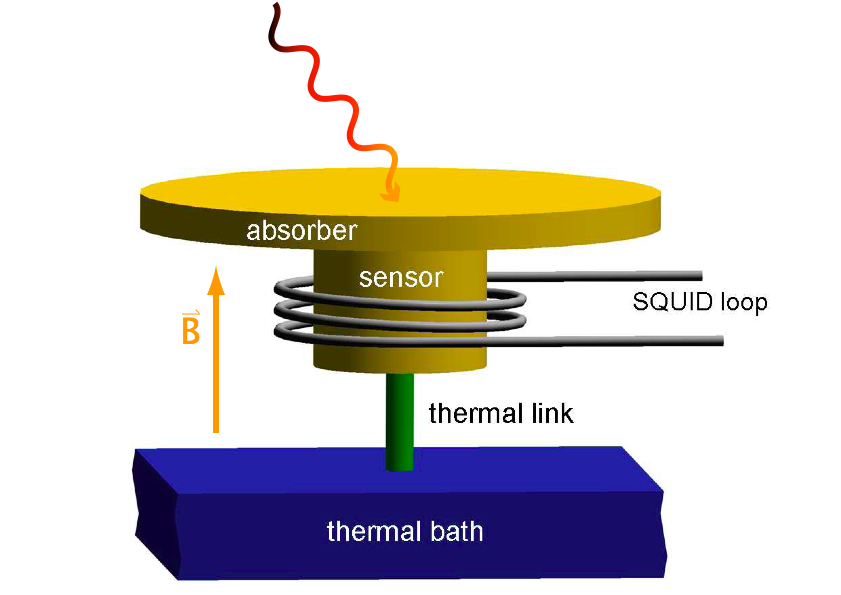 absorber
sensor
SQUID loop
B⃗
thermal link
thermal bath